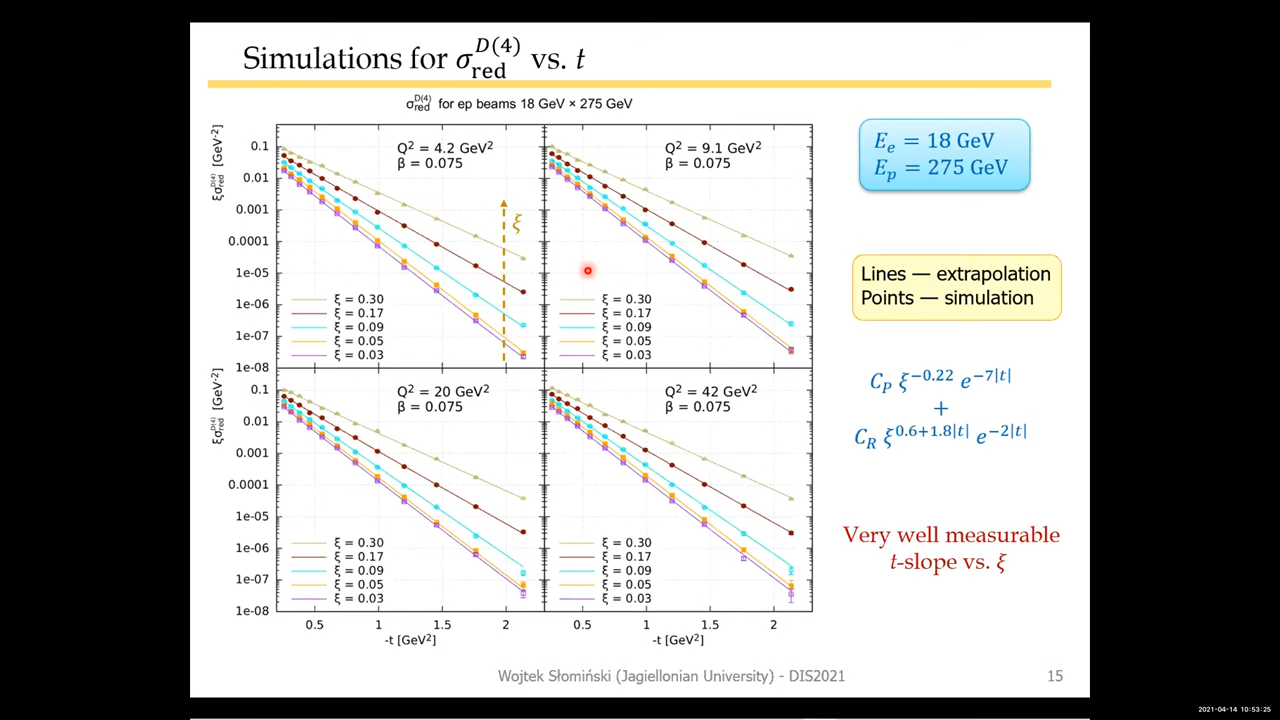 Simulations for σ_red^D(4) vs. t
σ_red^D(4) for ep beams 18 GeV × 275 GeV
ξσ_red^D(4) [GeV-2]
0.1
0.01
0.001
0.0001
1e-05
1e-06
1e-07
1e-08
Q² = 4.2 GeV²
β = 0.075
ξ
ξ = 0.30
ξ = 0.17
ξ = 0.09
ξ = 0.05
ξ = 0.03
Q² = 9.1 GeV²
β = 0.075
ξ = 0.30
ξ = 0.17
ξ = 0.09
ξ = 0.05
ξ = 0.03
ξσ_red^D(4) [GeV-2]
0.1
0.01
0.001
0.0001
1e-05
1e-06
1e-07
1e-08
Q² = 20 GeV²
β = 0.075
ξ = 0.30
ξ = 0.17
ξ = 0.09
ξ = 0.05
ξ = 0.03
0.5 1 1.5 2
-t [GeV²]
Q² = 42 GeV²
β = 0.075
ξ = 0.30
ξ = 0.17
ξ = 0.09
ξ = 0.05
ξ = 0.03
0.5 1 1.5 2
-t [GeV²]
E_e = 18 GeV
E_p = 275 GeV
Lines — extrapolation
Points — simulation
C_P ξ^−0.22 e^−7|t|
+
C_R ξ^0.6+1.8|t| e^−2|t|
Very well measurable
t-slope vs. ξ
Wojtek Słomiński (Jagiellonian University) - DIS2021
15
2021-04-14 10:53:25